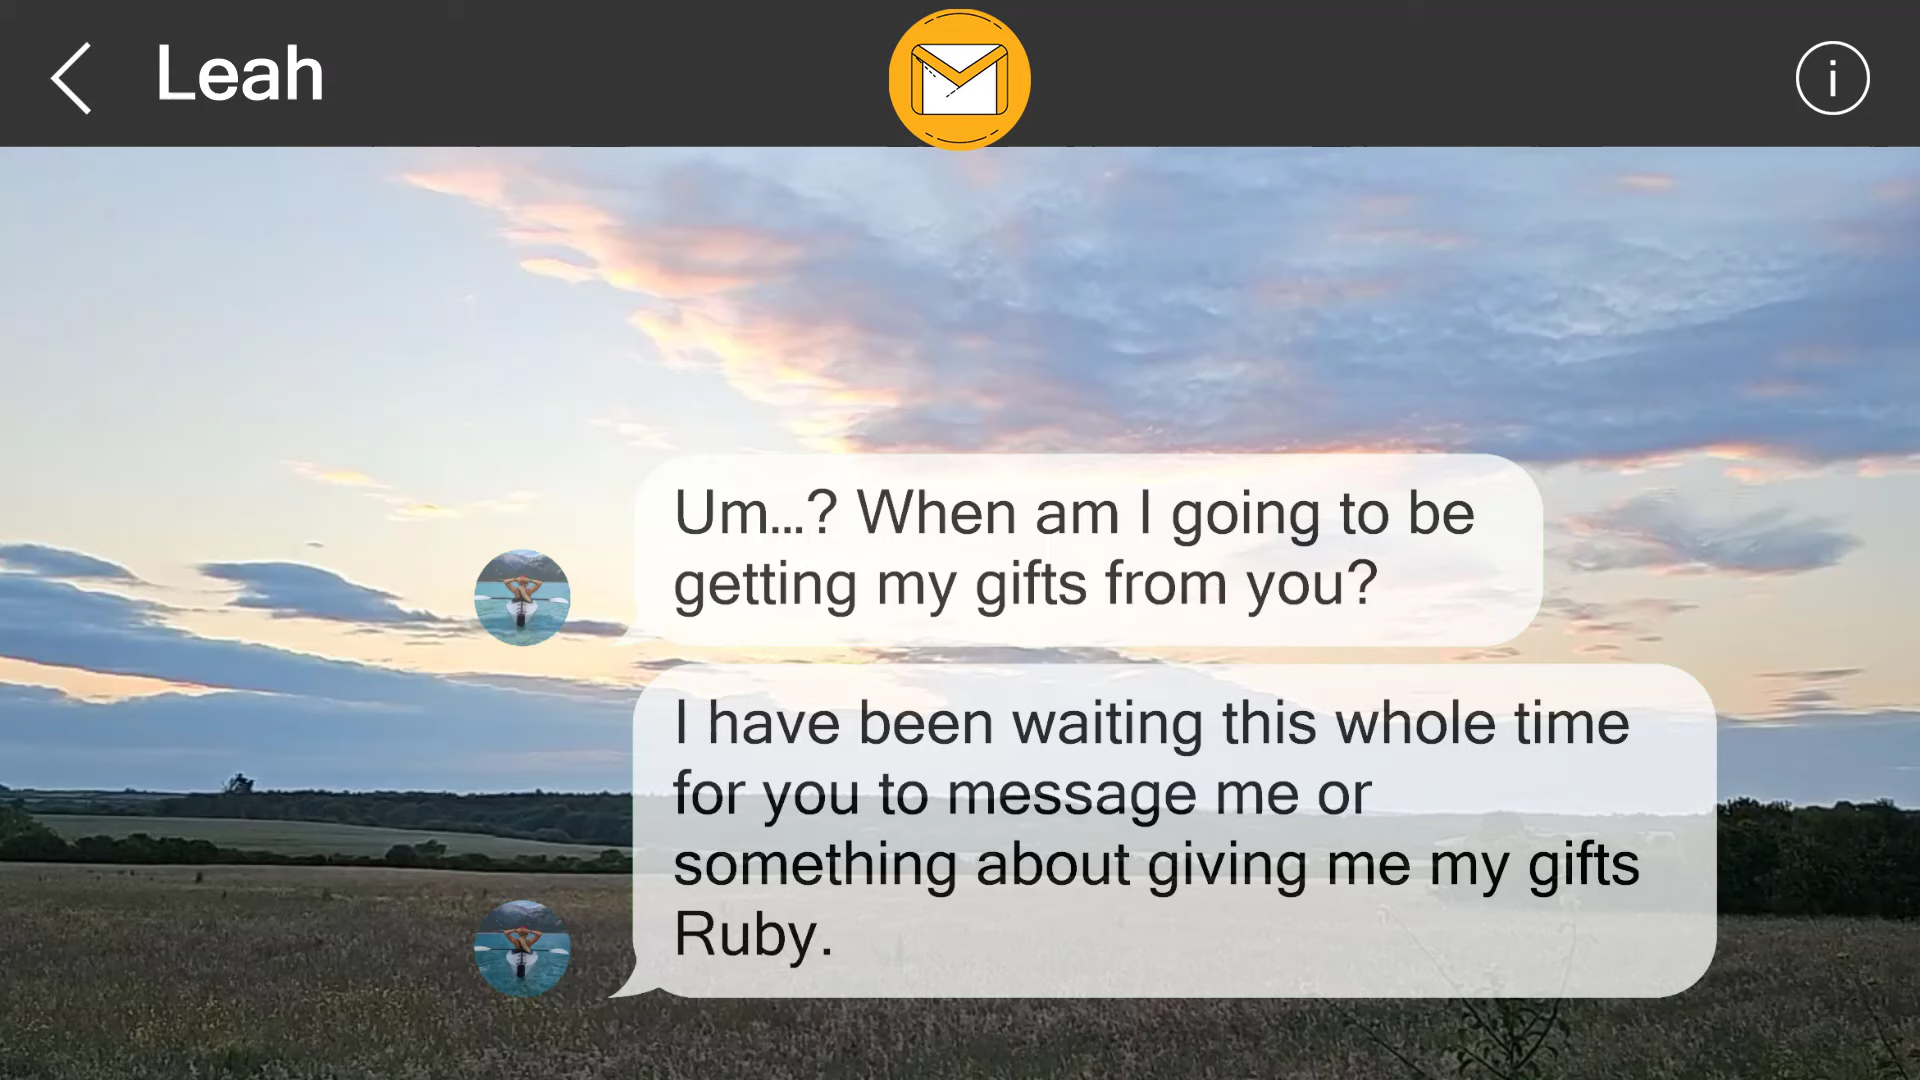 Leah
i
Um...? When am I going to be
getting my gifts from you?
I have been waiting this whole time
for you to message me or
something about giving me my gifts
Ruby.